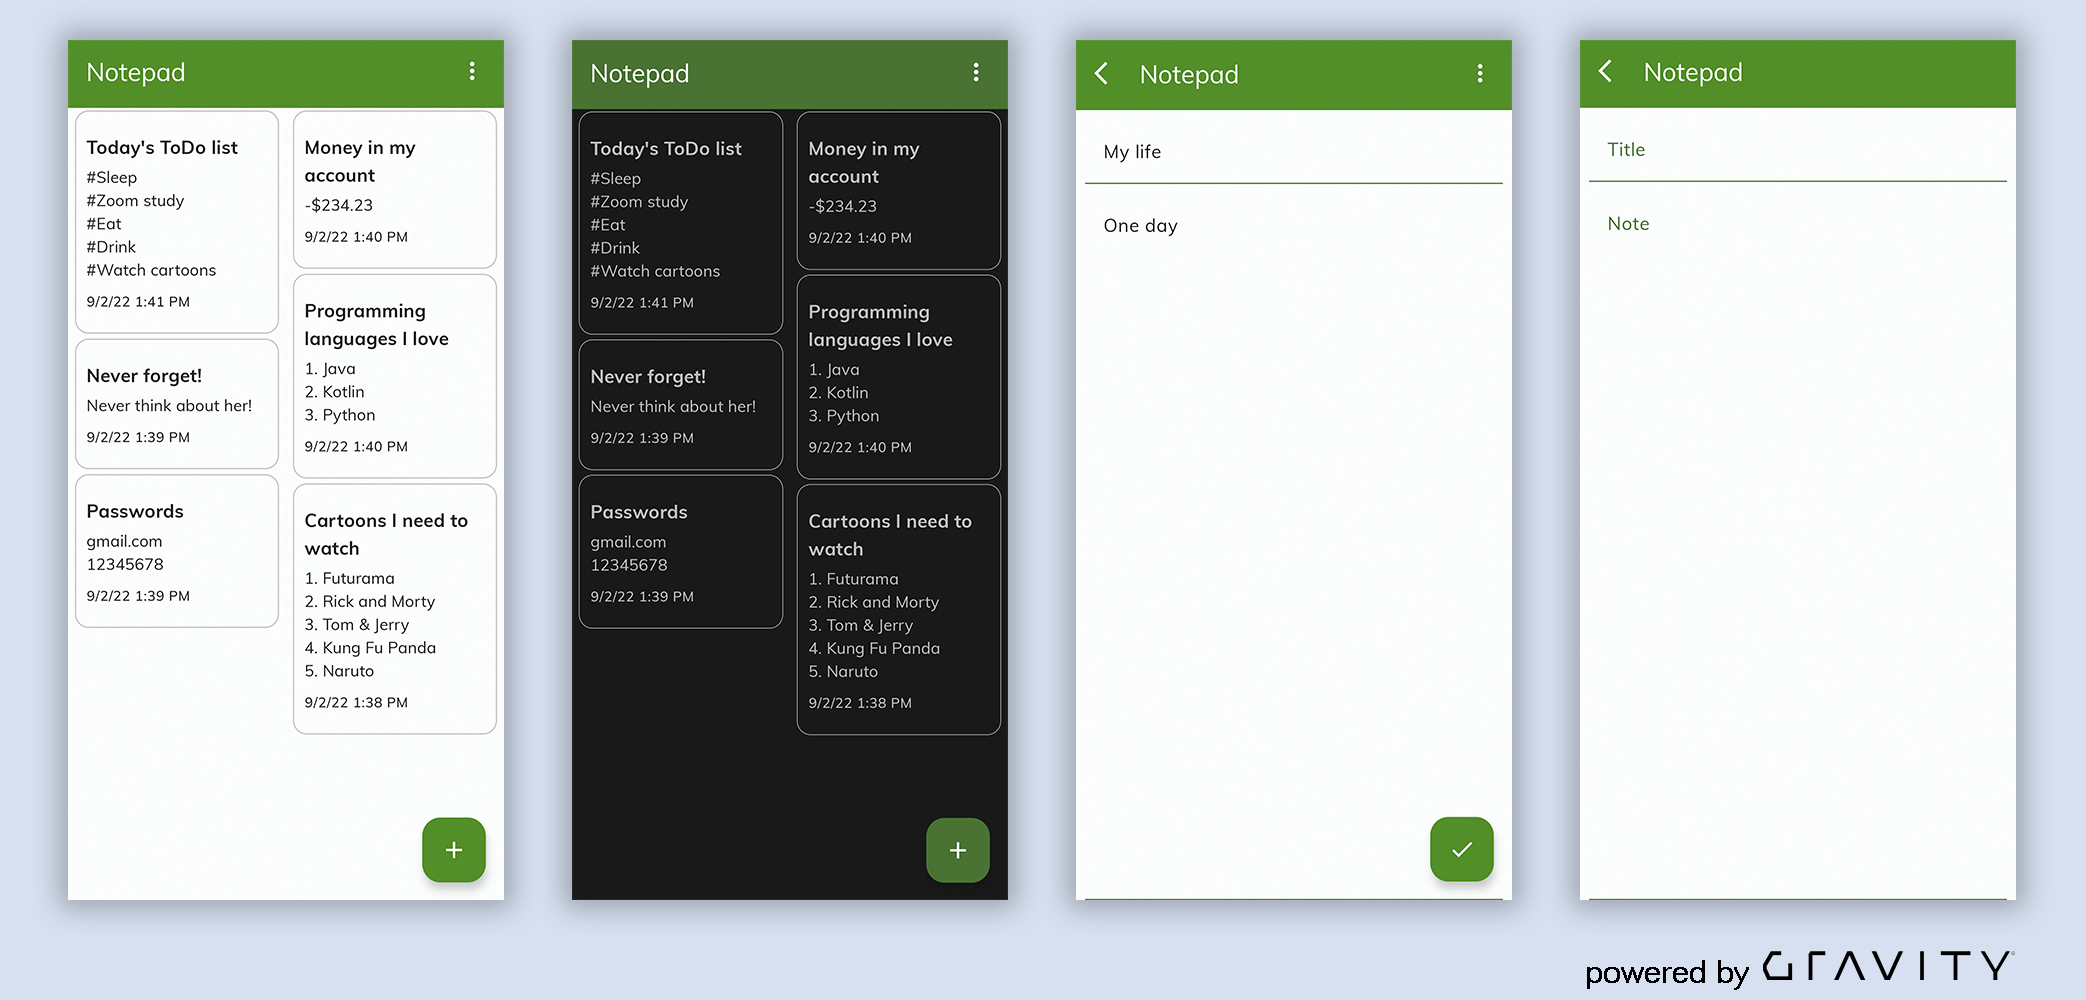 Notepad
Today's ToDo list
#Sleep
#Zoom study
#Eat
#Drink
#Watch cartoons
9/2/22 1:41 PM
Never forget!
Never think about her!
9/2/22 1:39 PM
Passwords
gmail.com
12345678
9/2/22 1:39 PM
Money in my
account
-$234.23
9/2/22 1:40 PM
Programming
languages I love
1. Java
2. Kotlin
3. Python
9/2/22 1:40 PM
Cartoons I need to
watch
1. Futurama
2. Rick and Morty
3. Tom & Jerry
4. Kung Fu Panda
5. Naruto
9/2/22 1:38 PM
Notepad
Today's ToDo list
#Sleep
#Zoom study
#Eat
#Drink
#Watch cartoons
9/2/22 1:41 PM
Never forget!
Never think about her!
9/2/22 1:39 PM
Passwords
gmail.com
12345678
9/2/22 1:39 PM
Money in my
account
-$234.23
9/2/22 1:40 PM
Programming
languages I love
1. Java
2. Kotlin
3. Python
9/2/22 1:40 PM
Cartoons I need to
watch
1. Futurama
2. Rick and Morty
3. Tom & Jerry
4. Kung Fu Panda
5. Naruto
9/2/22 1:38 PM
Notepad
My life
One day
Notepad
Title
Note
powered by GRAVITY